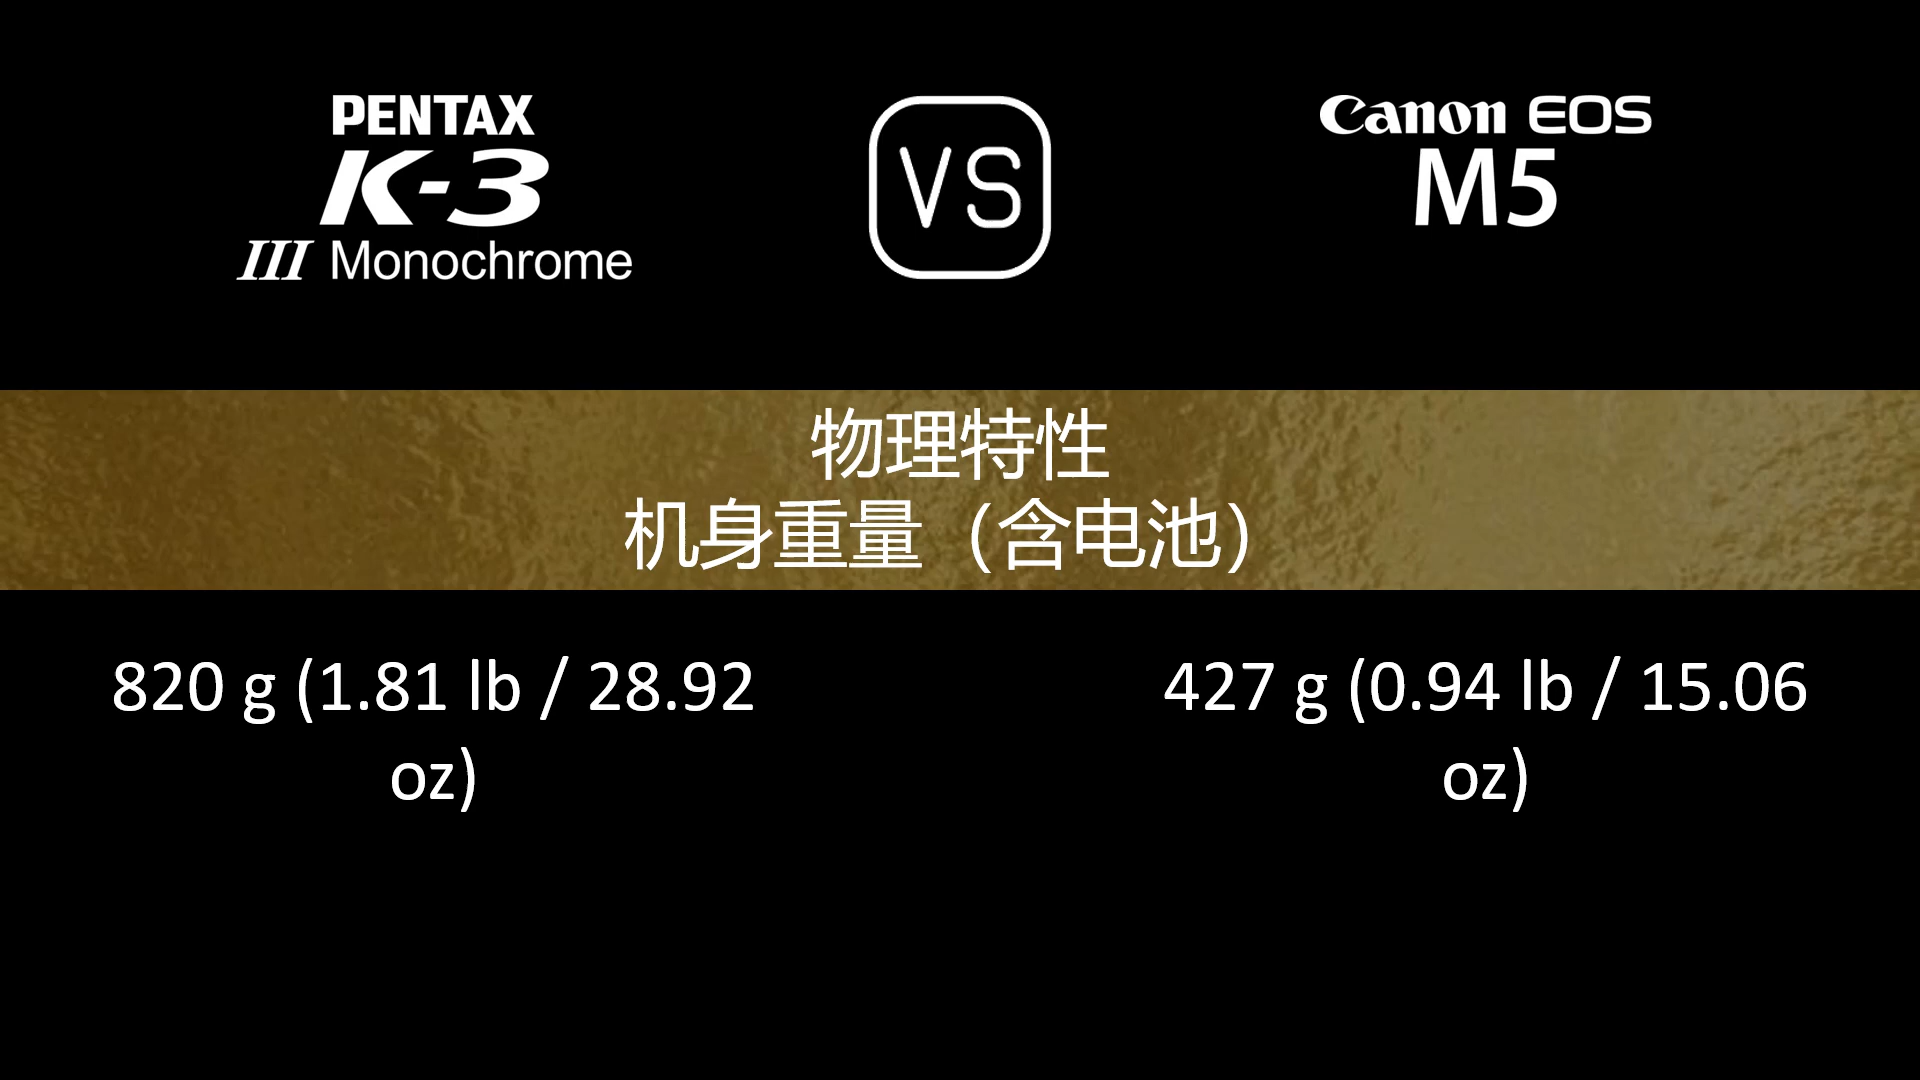 PENTAX
K-3
III Monochrome
VS
Canon EOS
M5
物理特性
机身重量（含电池）
820 g (1.81 lb / 28.92
oz)
427 g (0.94 lb / 15.06
oz)